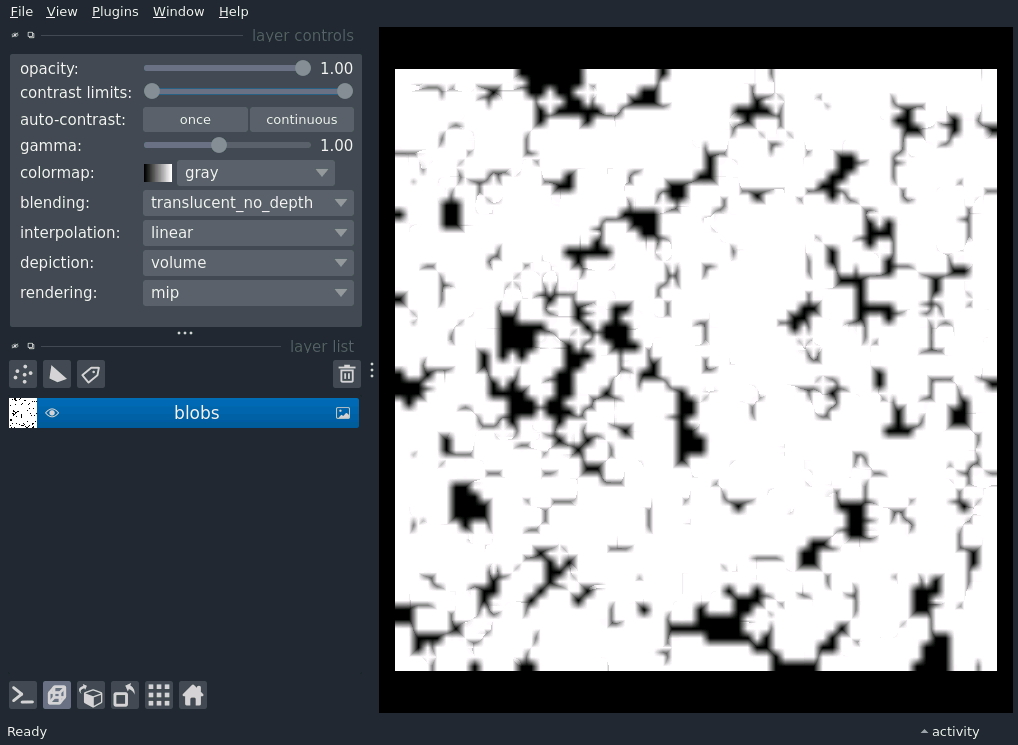 File View Plugins Window Help
layer controls
opacity: 1.00
contrast limits:
auto-contrast: once continuous
gamma: 1.00
colormap: gray
blending: translucent_no_depth
interpolation: linear
depiction: volume
rendering: mip
layer list
blobs
Ready activity